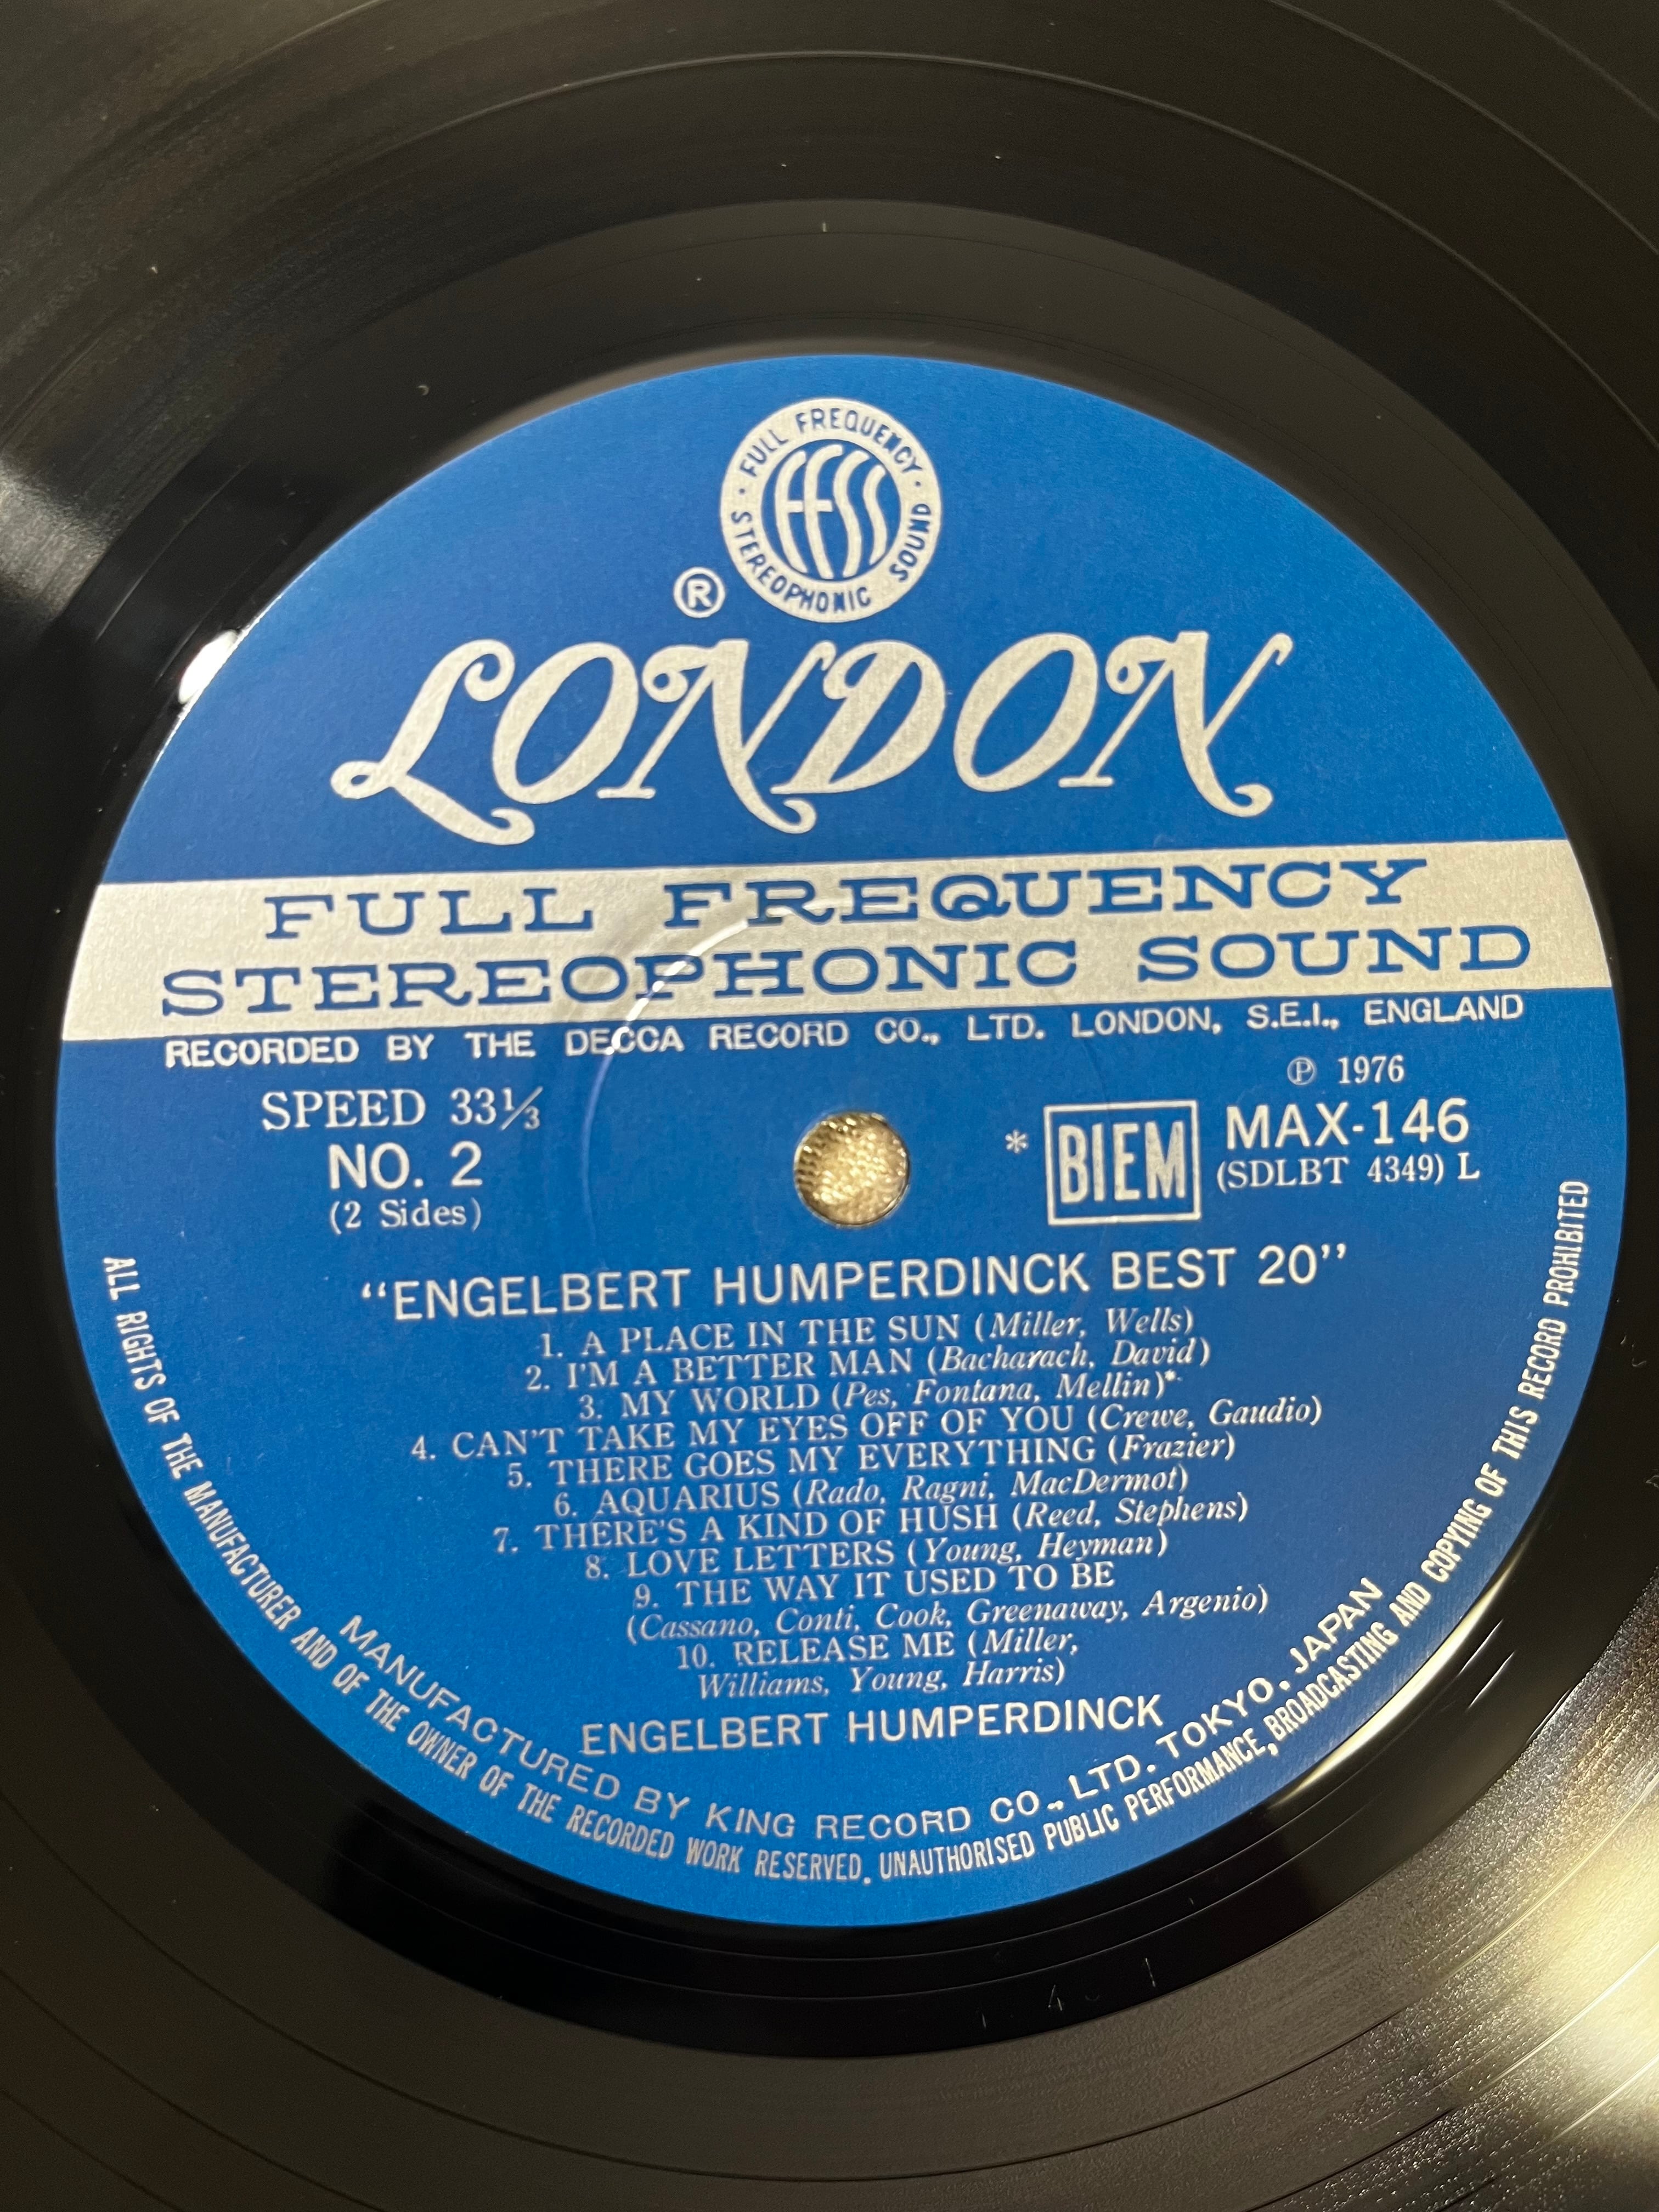 FULL FREQUENCY
STEREOPHONIC SOUND
FFSS
®
LONDON
FULL FREQUENCY
STEREOPHONIC SOUND
RECORDED BY THE DECCA RECORD CO., LTD. LONDON, S.E.I., ENGLAND
SPEED 33⅓
NO. 2
(2 Sides)
℗ 1976
* BIEM MAX-146
(SDLBT 4349) L
"ENGELBERT HUMPERDINCK BEST 20"
1. A PLACE IN THE SUN (Miller, Wells)
2. I'M A BETTER MAN (Bacharach, David)
3. MY WORLD (Pes, Fontana, Mellin)*
4. CAN'T TAKE MY EYES OFF OF YOU (Crewe, Gaudio)
5. THERE GOES MY EVERYTHING (Frazier)
6. AQUARIUS (Rado, Ragni, MacDermot)
7. THERE'S A KIND OF HUSH (Reed, Stephens)
8. LOVE LETTERS (Young, Heyman)
9. THE WAY IT USED TO BE
(Cassano, Conti, Cook, Greenaway, Argenio)
10. RELEASE ME (Miller,
Williams, Young, Harris)
ENGELBERT HUMPERDINCK
MANUFACTURED BY KING RECORD CO., LTD. TOKYO, JAPAN
ALL RIGHTS OF THE MANUFACTURER AND OF THE OWNER OF THE RECORDED WORK RESERVED. UNAUTHORISED PUBLIC PERFORMANCE, BROADCASTING AND COPYING OF THIS RECORD PROHIBITED